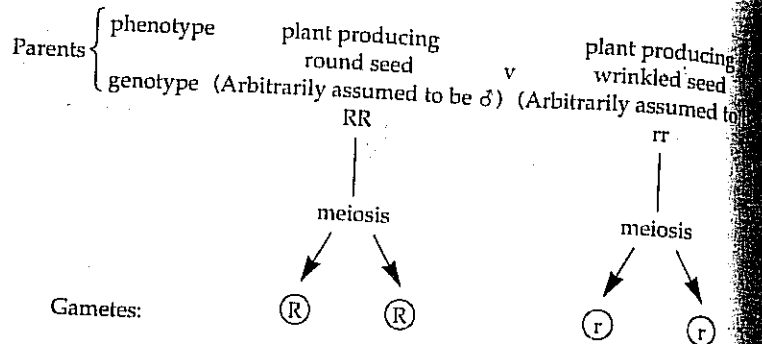 Parents { phenotype plant producing round seed v plant producing wrinkled seed
genotype (Arbitrarily assumed to be ♂) (Arbitrarily assumed to
RR rr
meiosis meiosis
Gametes: R R r r